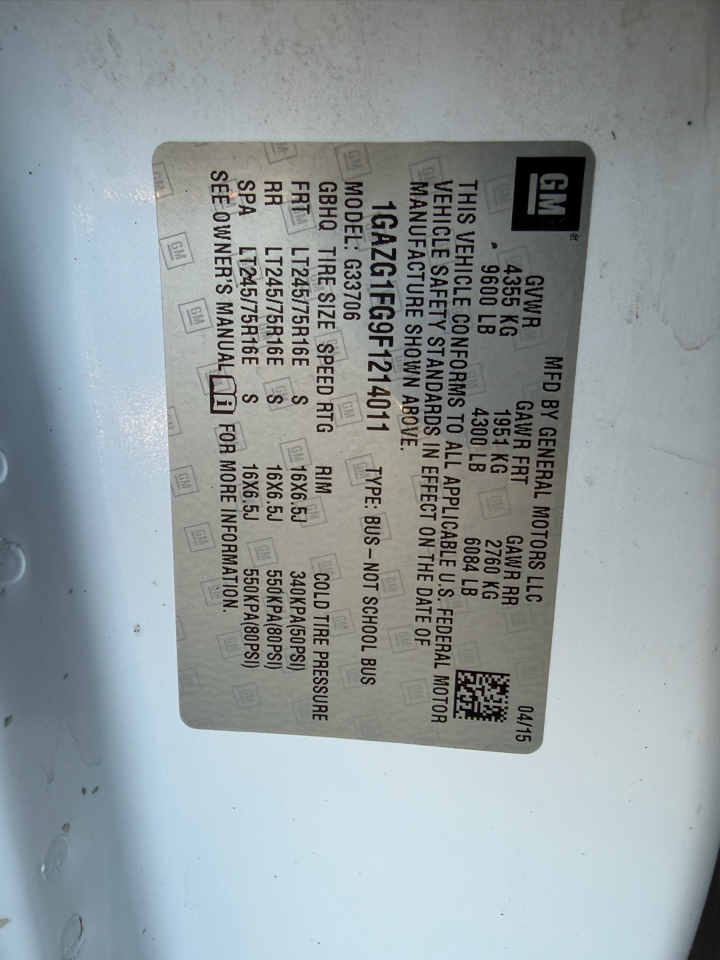 GM®
MFD BY GENERAL MOTORS LLC 04/15
GVWR GAWR FRT GAWR RR
4355 KG 1951 KG 2760 KG
9600 LB 4300 LB 6084 LB
THIS VEHICLE CONFORMS TO ALL APPLICABLE U.S. FEDERAL MOTOR
VEHICLE SAFETY STANDARDS IN EFFECT ON THE DATE OF
MANUFACTURE SHOWN ABOVE.
1GAZG1FG9F1214011 TYPE: BUS – NOT SCHOOL BUS
MODEL: G33706
GBHQ TIRE SIZE SPEED RTG RIM COLD TIRE PRESSURE
FRT LT245/75R16E S 16X6.5J 340KPA(50PSI)
RR LT245/75R16E S 16X6.5J 550KPA(80PSI)
SPA LT245/75R16E S 16X6.5J 550KPA(80PSI)
SEE OWNER'S MANUAL FOR MORE INFORMATION.